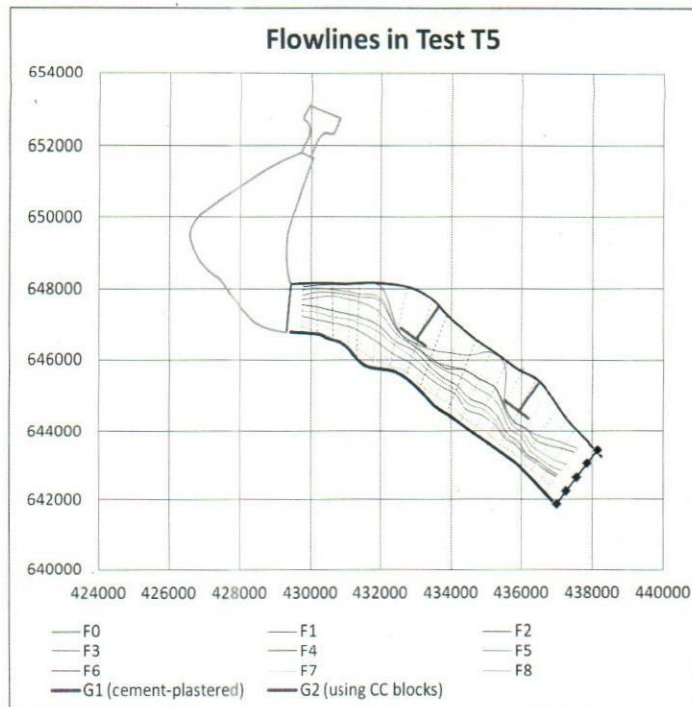 Flowlines in Test T5
654000
652000
650000
648000
646000
644000
642000
640000
424000 426000 428000 430000 432000 434000 436000 438000 440000
F0 F1 F2
F3 F4 F5
F6 F7 F8
G1 (cement-plastered) G2 (using CC blocks)